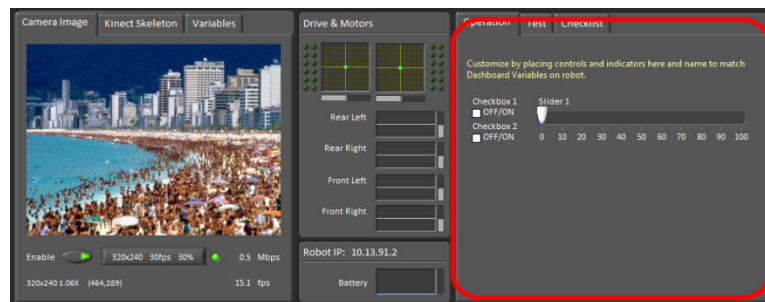 Camera Image Kinect Skeleton Variables
Enable 320x240 30fps 30% 0.5 Mbps
320x240 1.06X (464,289) 15.1 fps
Drive & Motors
Rear Left
Rear Right
Front Left
Front Right
Robot IP: 10.13.91.2
Battery
Operation Test Checklist
Customize by placing controls and indicators here and name to match
Dashboard Variables on robot.
Checkbox 1 Slider 1
OFF/ON
Checkbox 2
OFF/ON 0 10 20 30 40 50 60 70 80 90 100